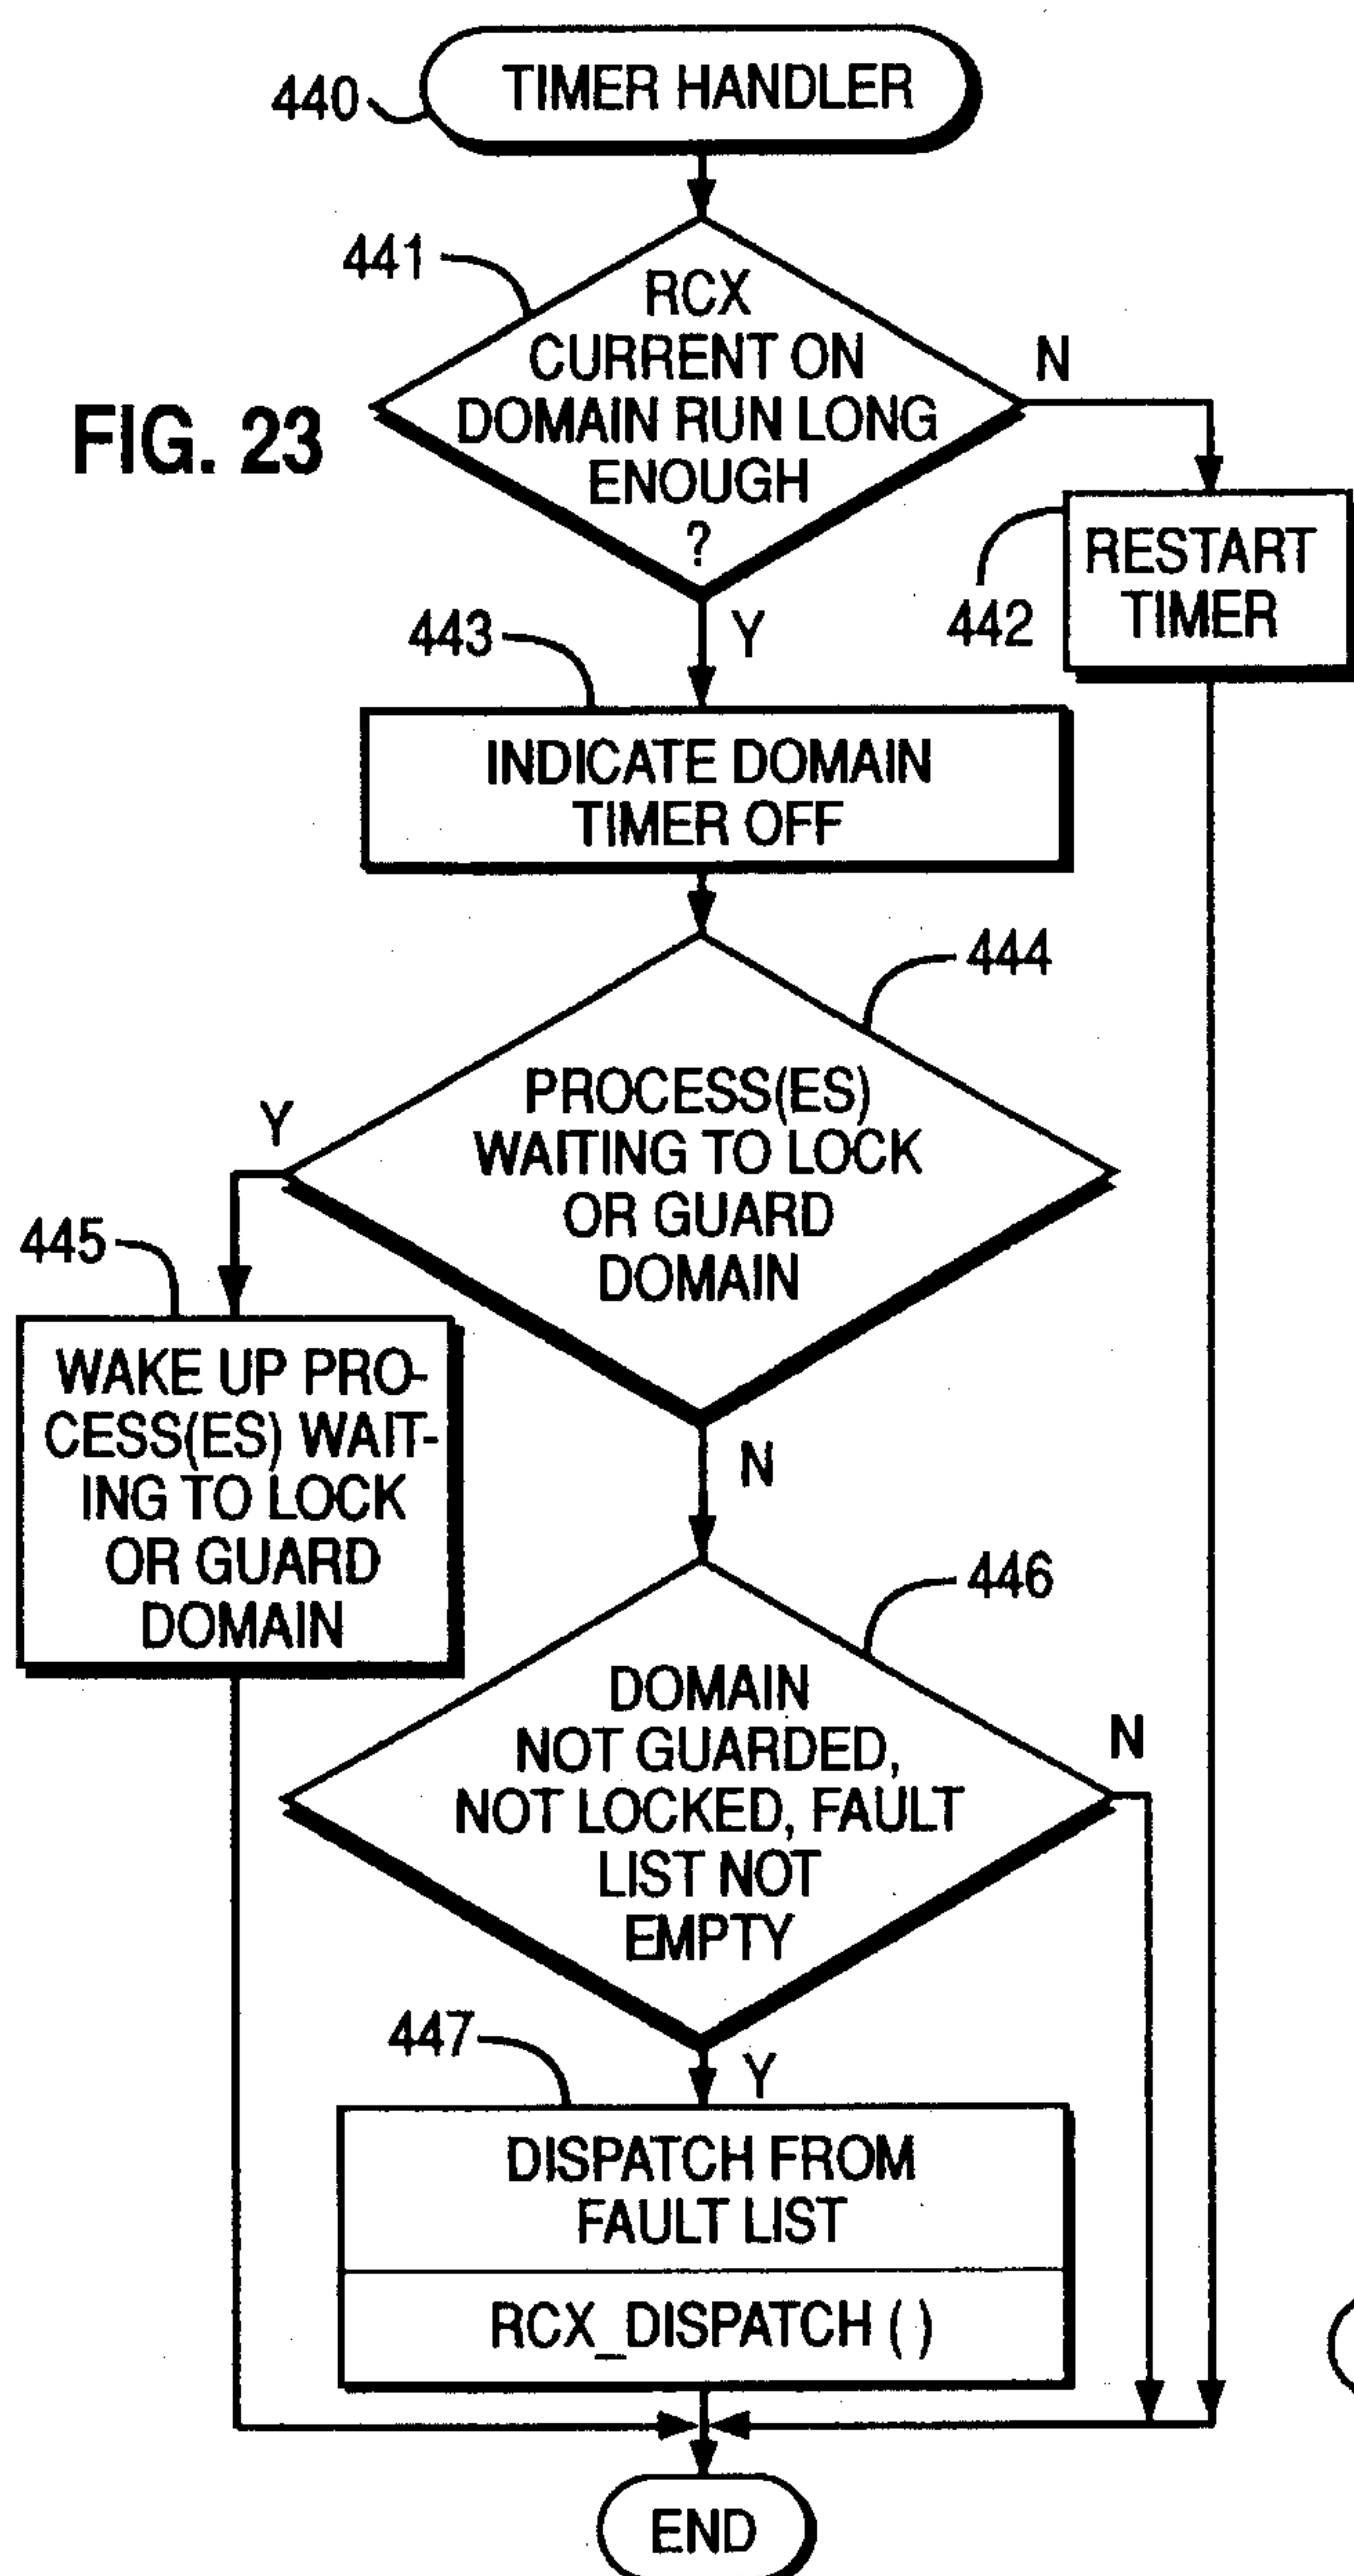 TIMER HANDLER
440
441
RCX
CURRENT ON
DOMAIN RUN LONG
ENOUGH
?
N
FIG. 23
RESTART
TIMER
442
Y
443
INDICATE DOMAIN
TIMER OFF
444
PROCESS(ES)
WAITING TO LOCK
OR GUARD
DOMAIN
Y
445
WAKE UP PRO-
CESS(ES) WAIT-
ING TO LOCK
OR GUARD
DOMAIN
N
446
DOMAIN
NOT GUARDED,
NOT LOCKED, FAULT
LIST NOT
EMPTY
N
447
Y
DISPATCH FROM
FAULT LIST
RCX_DISPATCH ( )
END